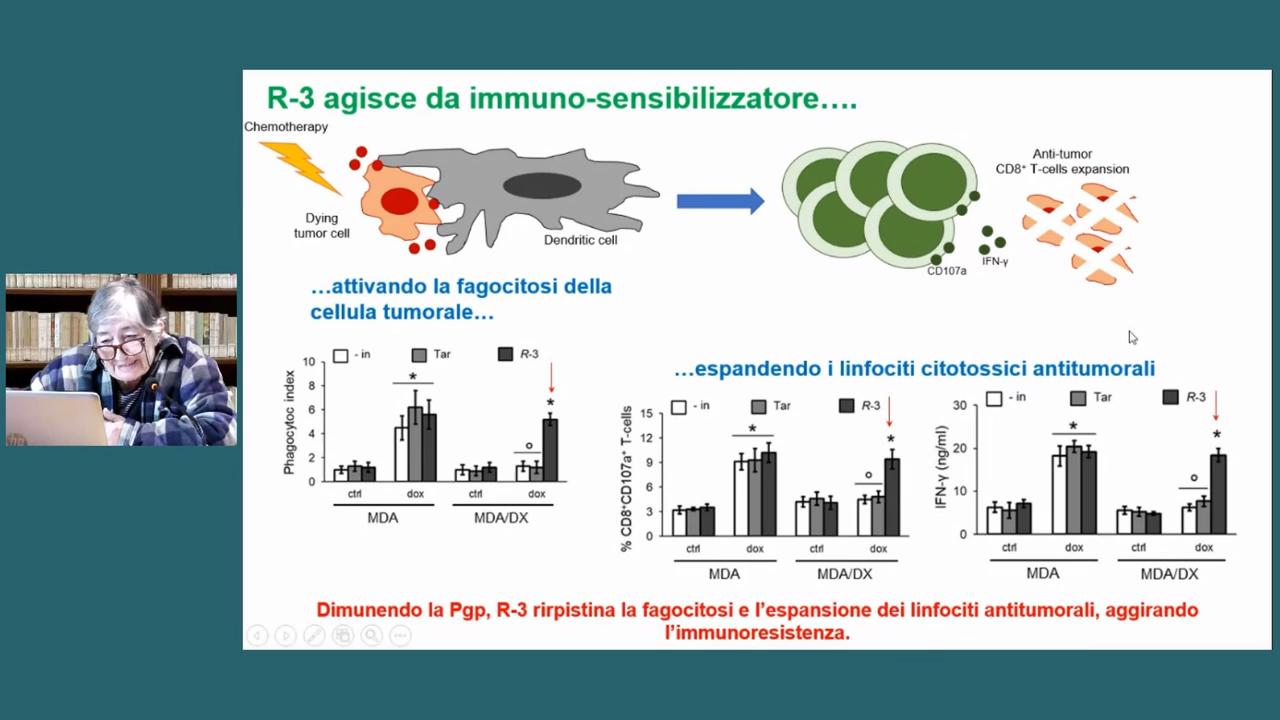 R-3 agisce da immuno-sensibilizzatore….
Chemotherapy
Dying
tumor cell
Dendritic cell
Anti-tumor
CD8⁺ T-cells expansion
CD107a
IFN-γ
…attivando la fagocitosi della
cellula tumorale…
- in
Tar
R-3
Phagocytoc index
10
8
6
4
2
0
*
°
*
ctrl
dox
ctrl
dox
MDA
MDA/DX
…espandendo i linfociti citotossici antitumorali
- in
Tar
R-3
% CD8⁺CD107a⁺ T-cells
15
12
9
6
3
0
*
°
*
ctrl
dox
ctrl
dox
MDA
MDA/DX
- in
Tar
R-3
IFN-γ (ng/ml)
30
20
10
0
*
°
*
ctrl
dox
ctrl
dox
MDA
MDA/DX
Dimunendo la Pgp, R-3 rirpistina la fagocitosi e l'espansione dei linfociti antitumorali, aggirando
l'immunoresistenza.
hp